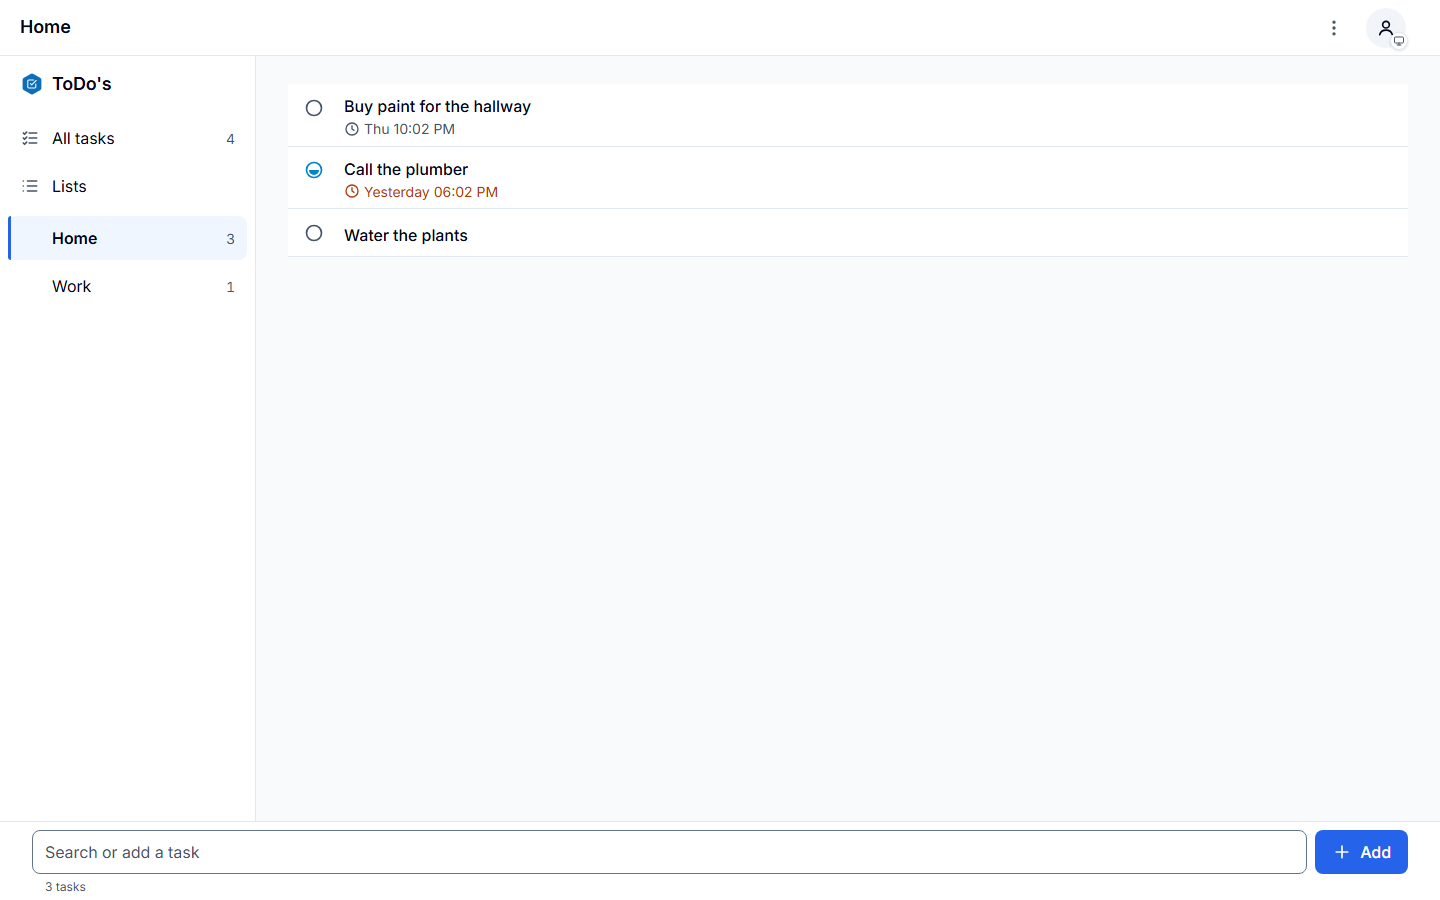 Home
ToDo's
All tasks 4
Lists
Home 3
Work 1
Buy paint for the hallway
Thu 10:02 PM
Call the plumber
Yesterday 06:02 PM
Water the plants
Search or add a task
Add
3 tasks